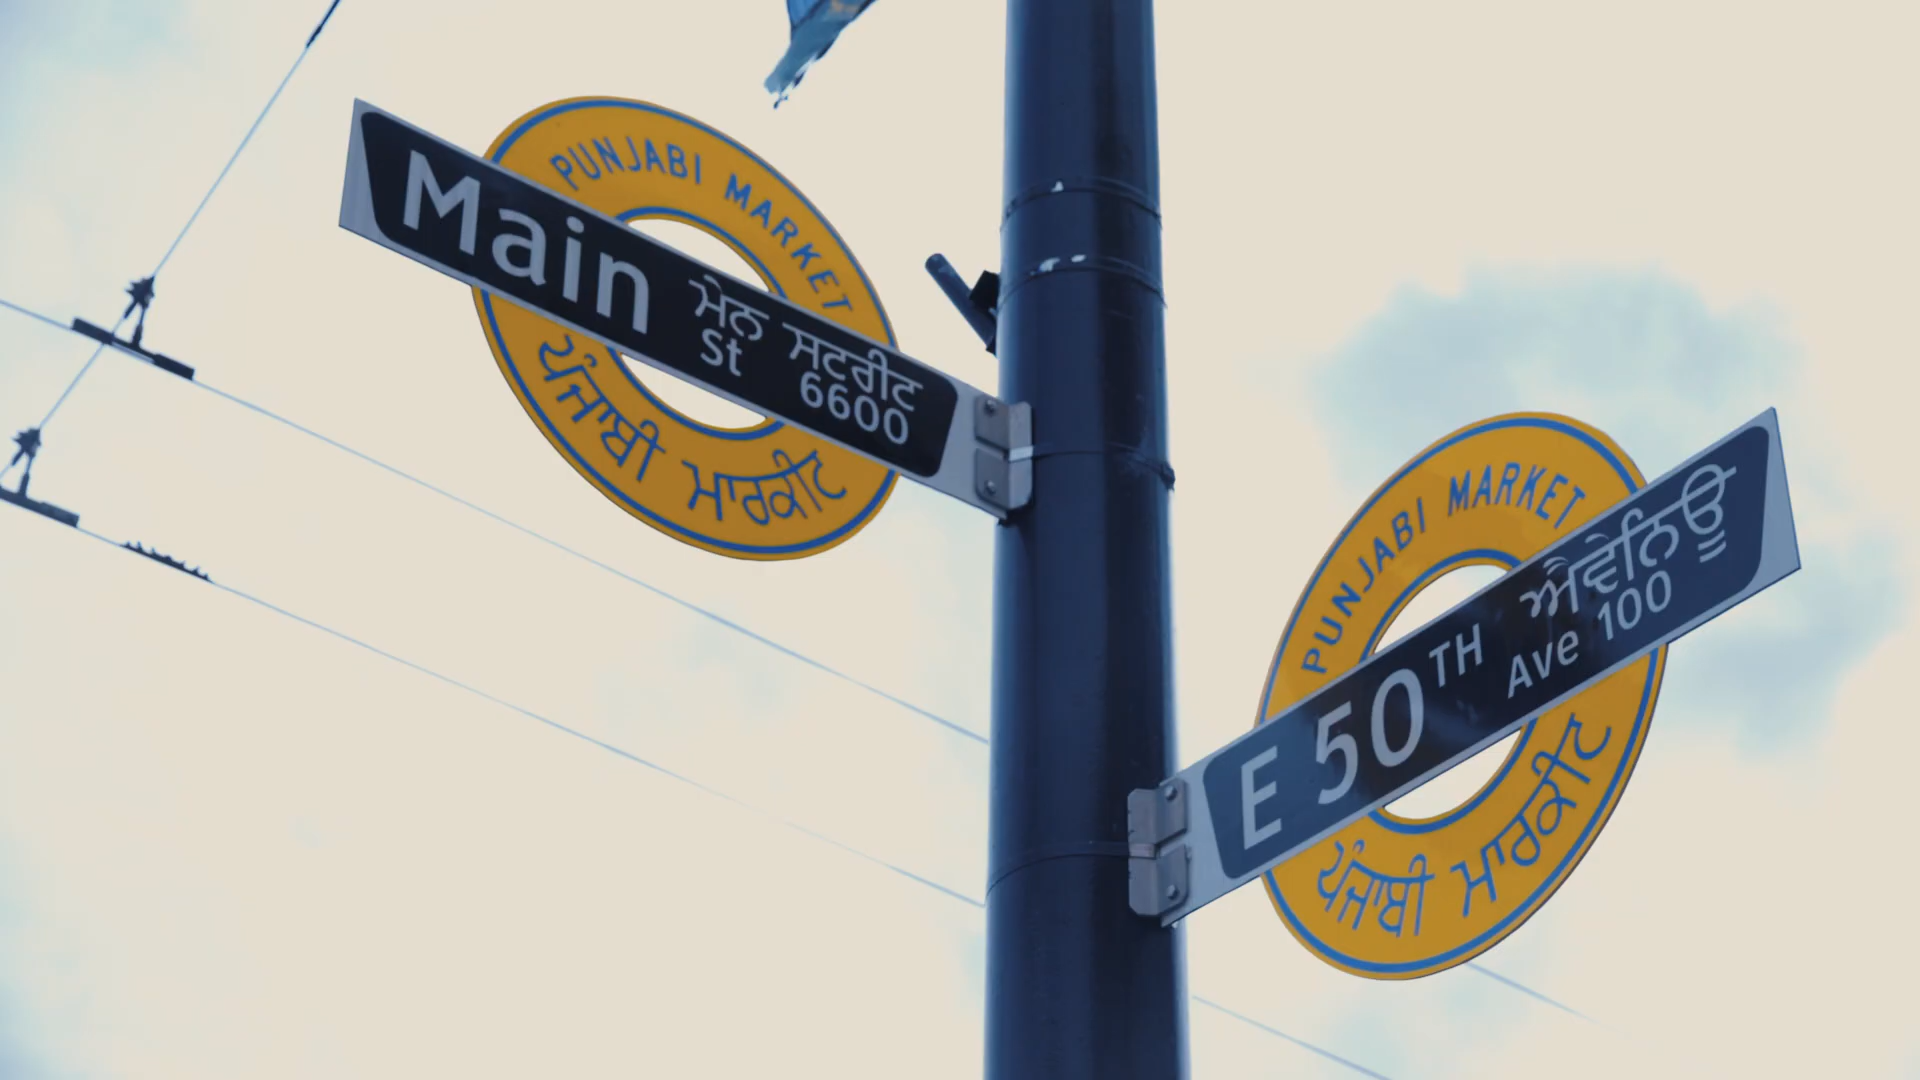 PUNJABI MARKET
Main ਮੇਨ ਸਟਰੀਟ
St 6600
ਪੰਜਾਬੀ ਮਾਰਕੀਟ
PUNJABI MARKET
E 50TH ਐਵੇਨਿਊ
Ave 100
ਪੰਜਾਬੀ ਮਾਰਕੀਟ